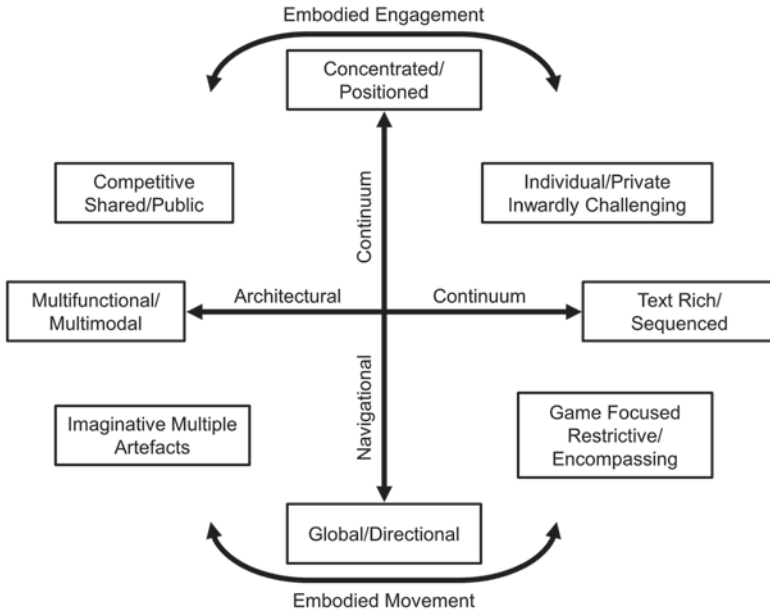 Embodied Engagement
Concentrated/
Positioned
Competitive
Shared/Public
Continuum
Individual/Private
Inwardly Challenging
Multifunctional/
Multimodal
Architectural
Continuum
Text Rich/
Sequenced
Imaginative Multiple
Artefacts
Navigational
Game Focused
Restrictive/
Encompassing
Global/Directional
Embodied Movement